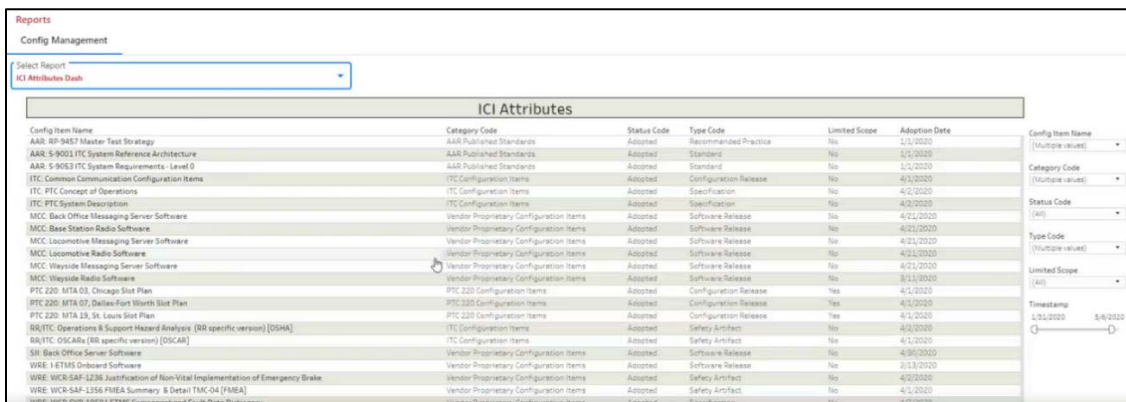 Reports
Config Management
Select Report
ICI Attributes Dash
ICI Attributes
Config Item Name Category Code Status Code Type Code Limited Scope Adoption Date
AAR: RP-9457 Master Test Strategy AAR Published Standards Adopted Recommended Practice No 1/1/2020
AAR: S-9001 ITC System Reference Architecture AAR Published Standards Adopted Standard No 1/1/2020
AAR: S-9053 ITC System Requirements - Level 0 AAR Published Standards Adopted Standard No 1/1/2020
ITC: Common Communication Configuration Items ITC Configuration Items Adopted Configuration Release No 4/1/2020
ITC: PTC Concept of Operations ITC Configuration Items Adopted Specification No 4/2/2020
ITC: PTC System Description ITC Configuration Items Adopted Specification No 4/2/2020
MCC: Back Office Messaging Server Software Vendor Proprietary Configuration Items Adopted Software Release No 4/21/2020
MCC: Base Station Radio Software Vendor Proprietary Configuration Items Adopted Software Release No 4/21/2020
MCC: Locomotive Messaging Server Software Vendor Proprietary Configuration Items Adopted Software Release No 4/21/2020
MCC: Locomotive Radio Software Vendor Proprietary Configuration Items Adopted Software Release No 4/21/2020
MCC: Wayside Messaging Server Software Vendor Proprietary Configuration Items Adopted Software Release No 4/21/2020
MCC: Wayside Radio Software Vendor Proprietary Configuration Items Adopted Software Release No 3/11/2020
PTC 220: MTA 03, Chicago Slot Plan PTC 220 Configuration Items Adopted Configuration Release Yes 4/1/2020
PTC 220: MTA 07, Dallas-Fort Worth Slot Plan PTC 220 Configuration Items Adopted Configuration Release Yes 4/1/2020
PTC 220: MTA 19, St. Louis Slot Plan PTC 220 Configuration Items Adopted Configuration Release Yes 4/1/2020
RR/ITC: Operations & Support Hazard Analysis (RR specific version) [OSHA] ITC Configuration Items Adopted Safety Artifact No 4/2/2020
RR/ITC: OSCARs (RR specific version) [OSCAR] ITC Configuration Items Adopted Safety Artifact No 4/1/2020
SII: Back Office Server Software Vendor Proprietary Configuration Items Adopted Software Release No 4/30/2020
WRE: I-ETMS Onboard Software Vendor Proprietary Configuration Items Adopted Software Release No 2/13/2020
WRE: WCR-SAF-1236 Justification of Non-Vital Implementation of Emergency Brake Vendor Proprietary Configuration Items Adopted Safety Artifact No 4/2/2020
WRE: WCR-SAF-1356 FMEA Summary & Detail TMC-04 [FMEA] Vendor Proprietary Configuration Items Adopted Safety Artifact No 4/1/2020
Config Item Name
(Multiple values)
Category Code
(Multiple values)
Status Code
(All)
Type Code
(Multiple values)
Limited Scope
(All)
Timestamp
1/31/2020 5/6/2020